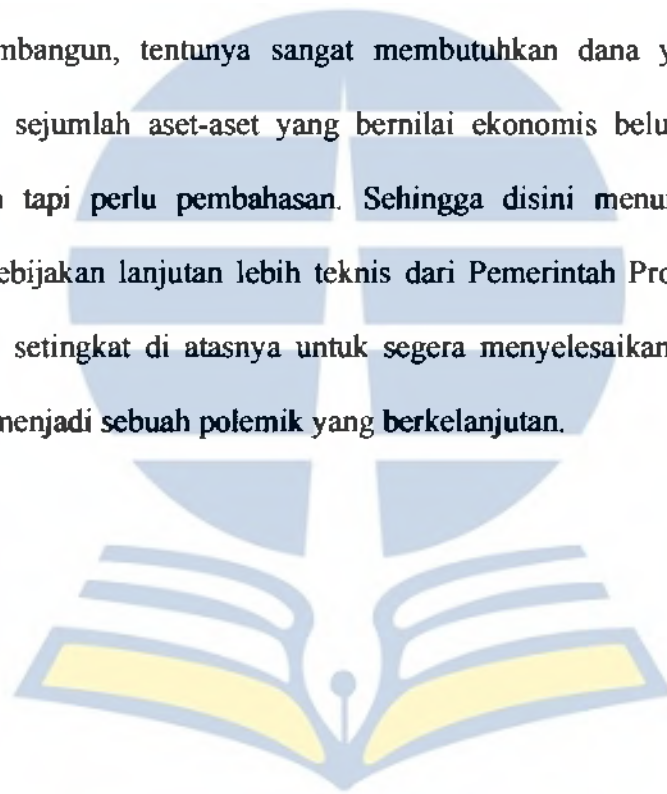 mbangun, tentunya sangat membutuhkan dana y
sejumlah aset-aset yang bernilai ekonomis belu
tapi perlu pembahasan. Sehingga disini menu
ebijakan lanjutan lebih teknis dari Pemerintah Pro
setingkat di atasnya untuk segera menyelesaikan
menjadi sebuah polemik yang berkelanjutan.